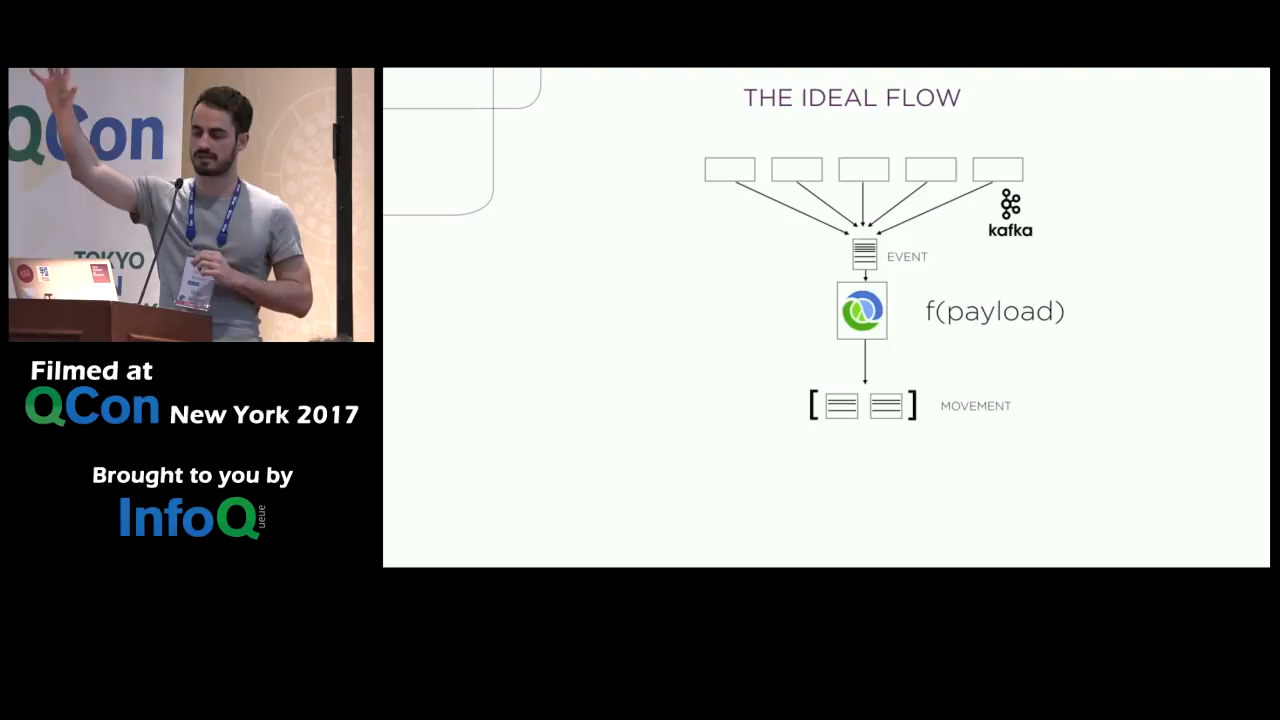 QCon
TOKYO
THE IDEAL FLOW
kafka
EVENT
f(payload)
[ ] MOVEMENT
Filmed at
QCon New York 2017
Brought to you by
InfoQ
ueue